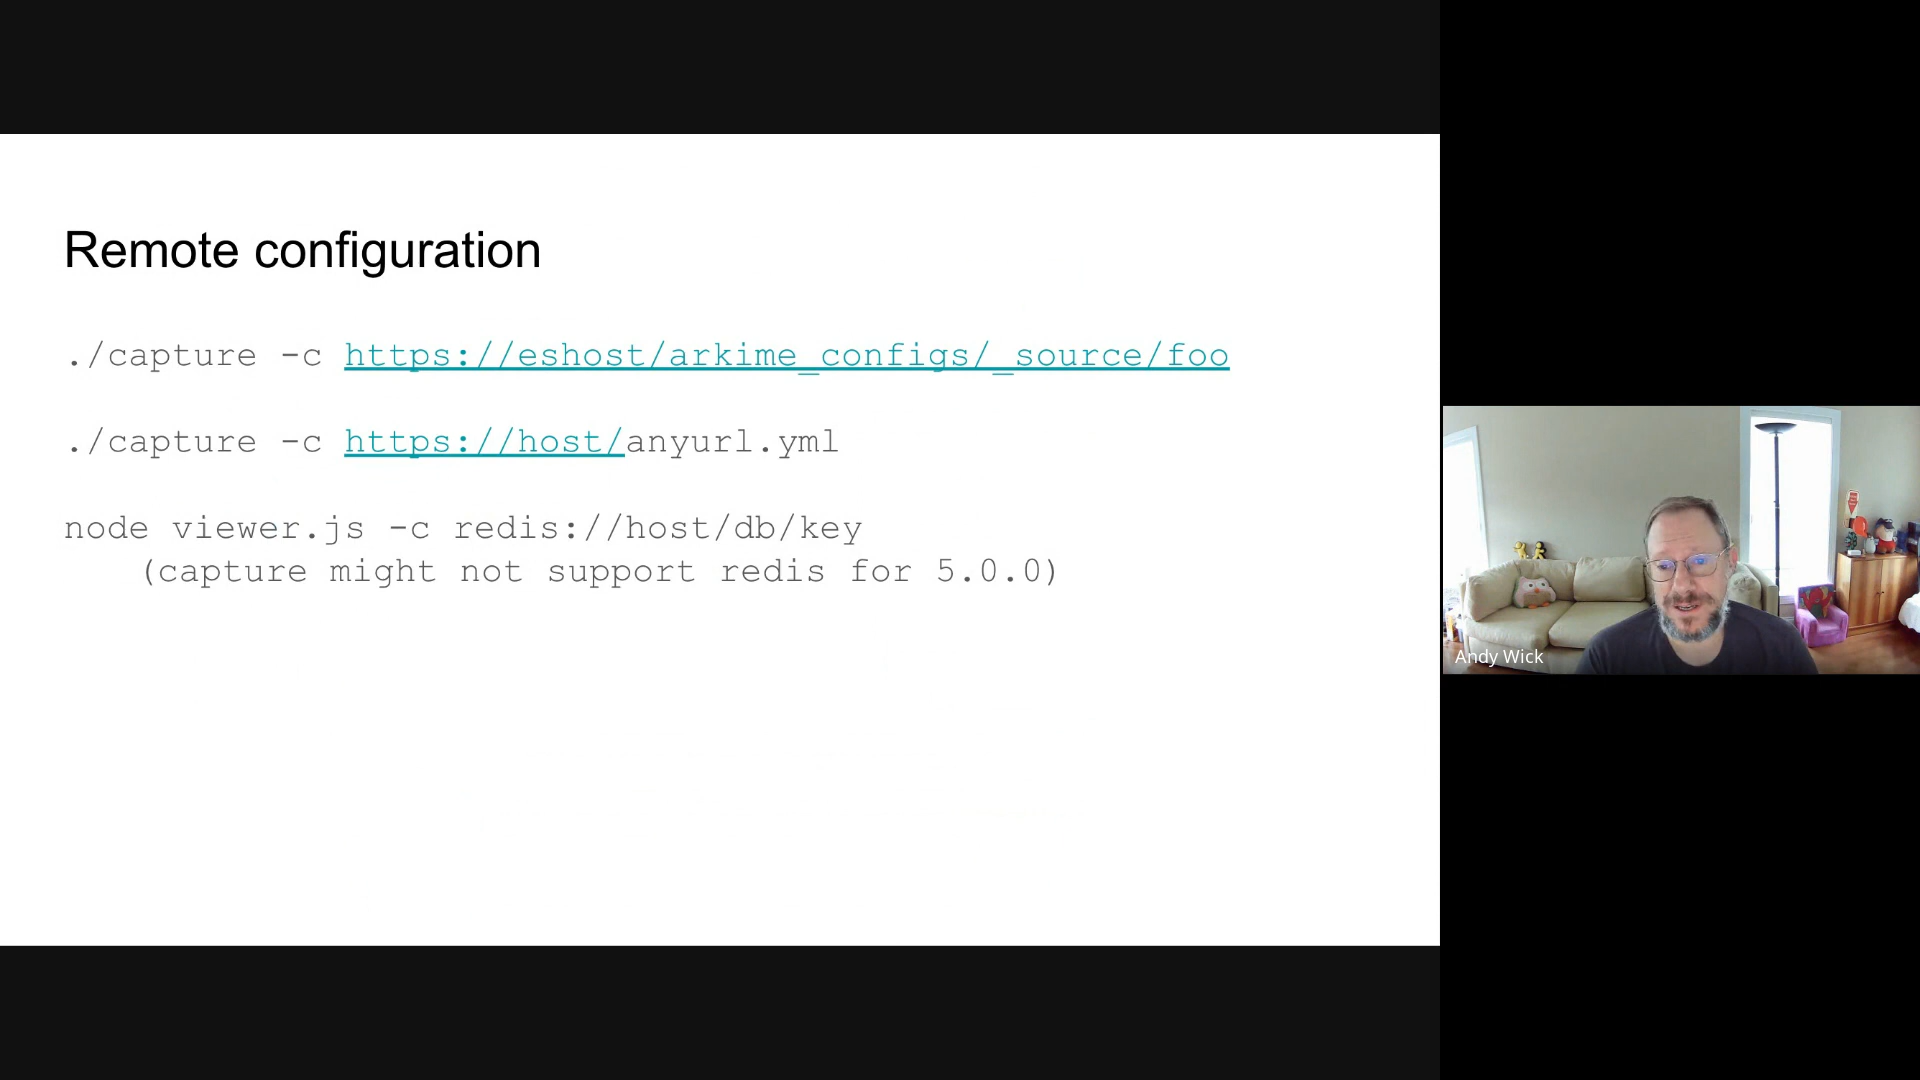 Remote configuration
./capture -c https://eshost/arkime_configs/_source/foo
./capture -c https://host/anyurl.yml
node viewer.js -c redis://host/db/key
(capture might not support redis for 5.0.0)
Andy Wick